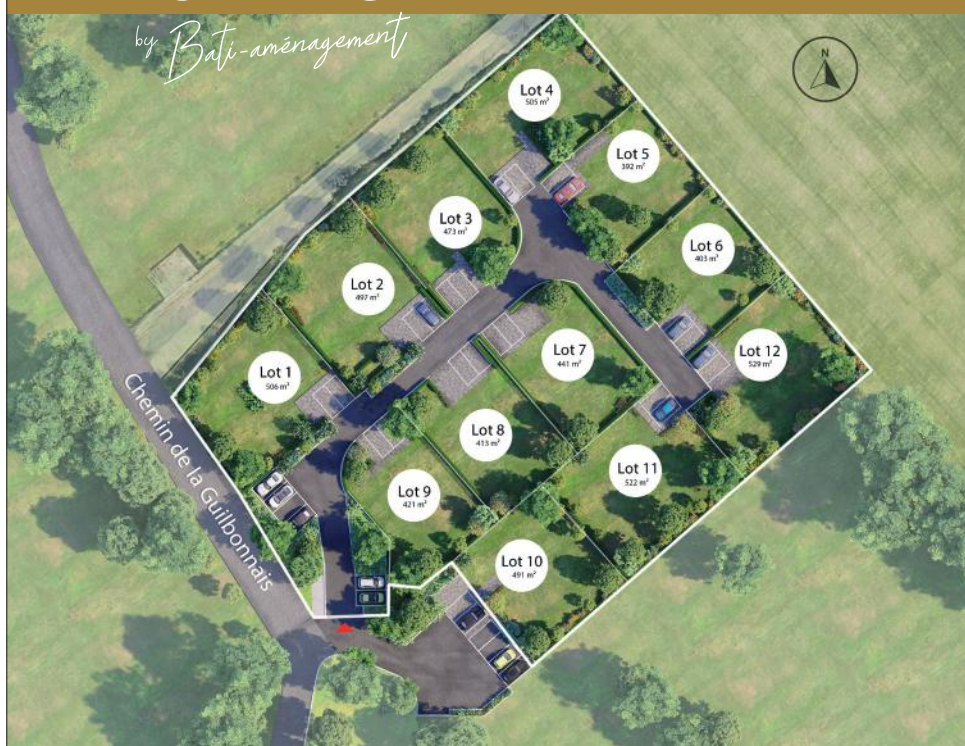 by Bati-aménagement
N
Lot 4
505 m²
Lot 5
392 m²
Lot 3
473 m²
Lot 6
403 m²
Lot 2
497 m²
Lot 7
441 m²
Lot 12
529 m²
Lot 1
506 m²
Lot 8
413 m²
Lot 11
522 m²
Lot 9
421 m²
Lot 10
491 m²
Chemin de la Guilbonnais